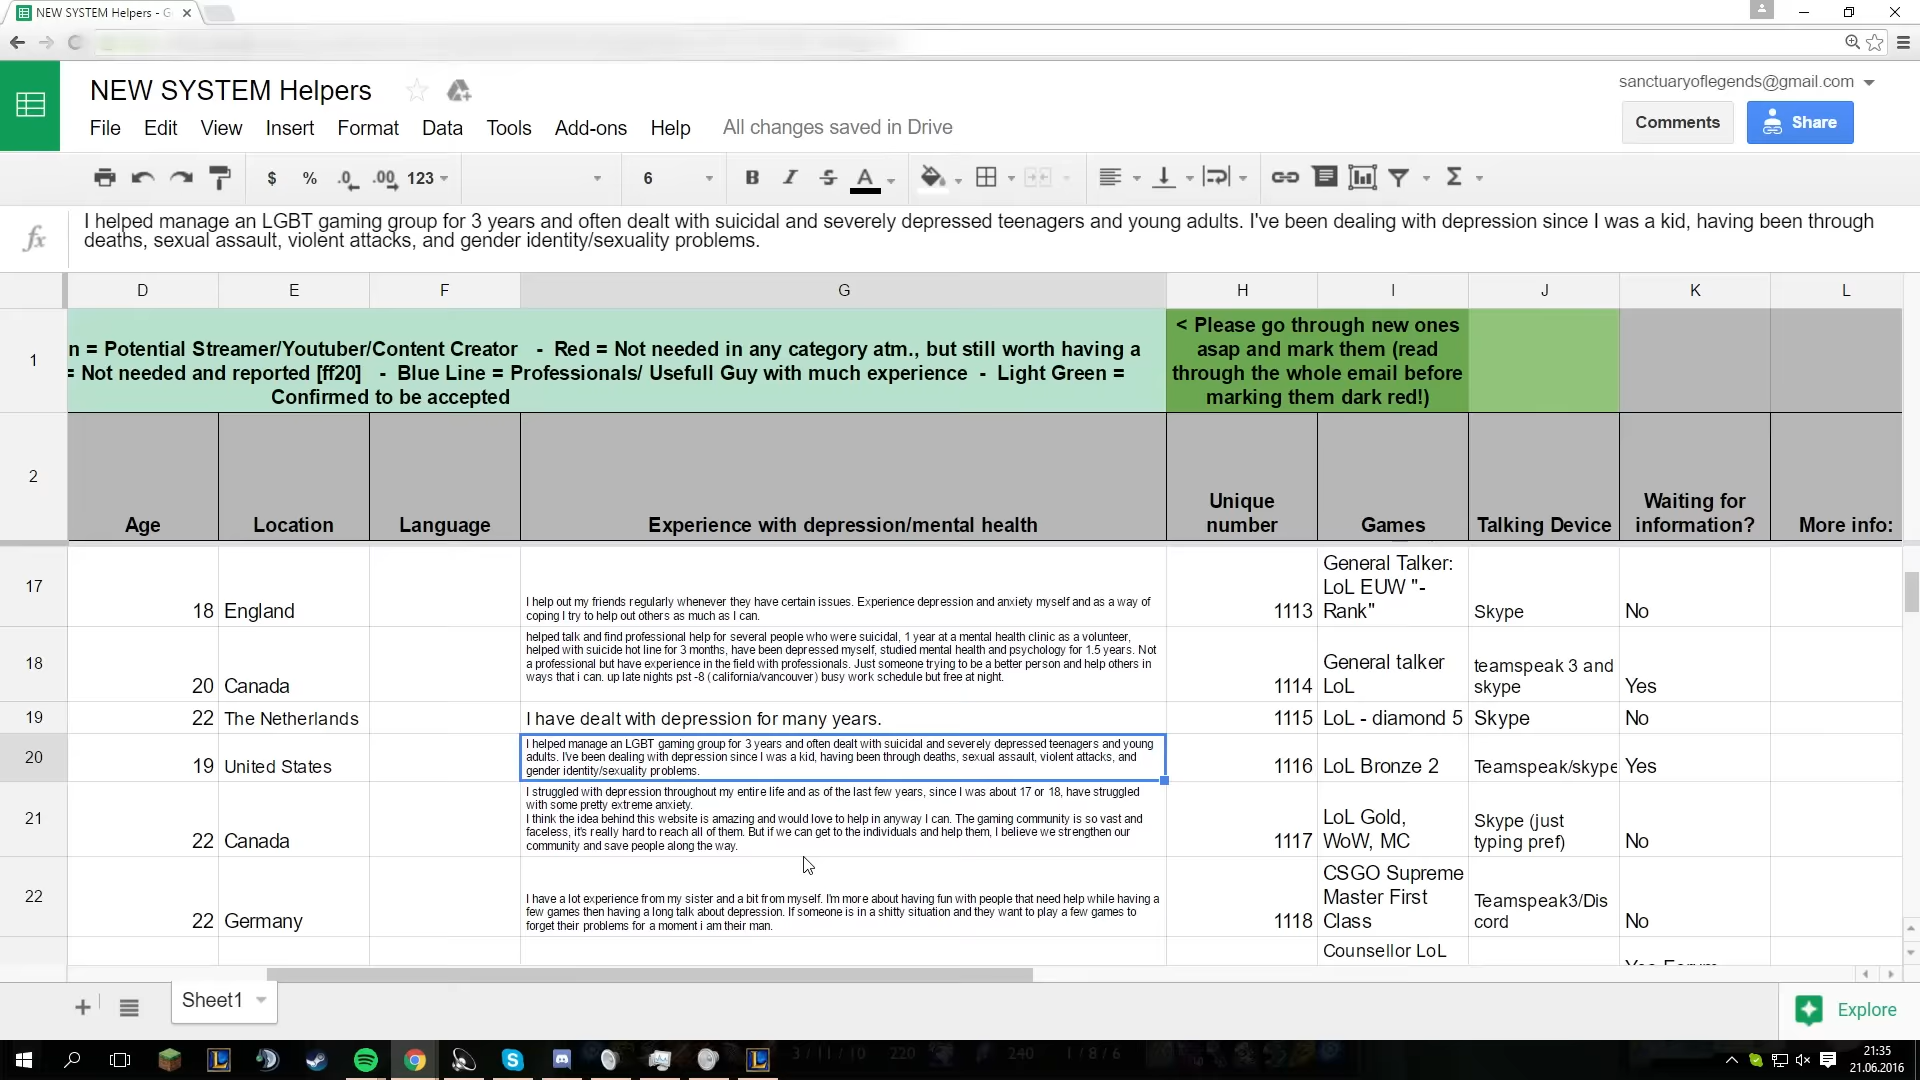 NEW SYSTEM Helpers - G
NEW SYSTEM Helpers
sanctuaryoflegends@gmail.com
File Edit View Insert Format Data Tools Add-ons Help All changes saved in Drive
Comments
Share
$ % .0 .00 123 6 B I S A Σ
fx
I helped manage an LGBT gaming group for 3 years and often dealt with suicidal and severely depressed teenagers and young adults. I've been dealing with depression since I was a kid, having been through
deaths, sexual assault, violent attacks, and gender identity/sexuality problems.
D E F G H I J K L
1
n = Potential Streamer/Youtuber/Content Creator - Red = Not needed in any category atm., but still worth having a
= Not needed and reported [ff20] - Blue Line = Professionals/ Usefull Guy with much experience - Light Green =
Confirmed to be accepted
< Please go through new ones
asap and mark them (read
through the whole email before
marking them dark red!)
2
Age
Location
Language
Experience with depression/mental health
Unique
number
Games
Talking Device
Waiting for
information?
More info:
17
18
England
I help out my friends regularly whenever they have certain issues. Experience depression and anxiety myself and as a way of
coping I try to help out others as much as I can.
1113
General Talker:
LoL EUW "-
Rank"
Skype
No
18
20
Canada
helped talk and find professional help for several people who were suicidal, 1 year at a mental health clinic as a volunteer,
helped with suicide hot line for 3 months, have been depressed myself, studied mental health and psychology for 1.5 years. Not
a professional but have experience in the field with professionals. Just someone trying to be a better person and help others in
ways that i can. up late nights pst -8 (california/vancouver) busy work schedule but free at night.
1114
General talker
LoL
teamspeak 3 and
skype
Yes
19
22
The Netherlands
I have dealt with depression for many years.
1115
LoL - diamond 5
Skype
No
20
19
United States
I helped manage an LGBT gaming group for 3 years and often dealt with suicidal and severely depressed teenagers and young
adults. I've been dealing with depression since I was a kid, having been through deaths, sexual assault, violent attacks, and
gender identity/sexuality problems.
1116
LoL Bronze 2
Teamspeak/skype
Yes
21
22
Canada
I struggled with depression throughout my entire life and as of the last few years, since I was about 17 or 18, have struggled
with some pretty extreme anxiety.
I think the idea behind this website is amazing and would love to help in anyway I can. The gaming community is so vast and
faceless, it's really hard to reach all of them. But if we can get to the individuals and help them, I believe we strengthen our
community and save people along the way.
1117
LoL Gold,
WoW, MC
Skype (just
typing pref)
No
22
22
Germany
I have a lot experience from my sister and a bit from myself. I'm more about having fun with people that need help while having a
few games then having a long talk about depression. If someone is in a shitty situation and they want to play a few games to
forget their problems for a moment i am their man.
1118
CSGO Supreme
Master First
Class
Teamspeak3/Dis
cord
No
Counsellor LoL
Sheet1
Explore
3 / 11 / 10 220 240 1 / 8 / 6
21:35
21.06.2016